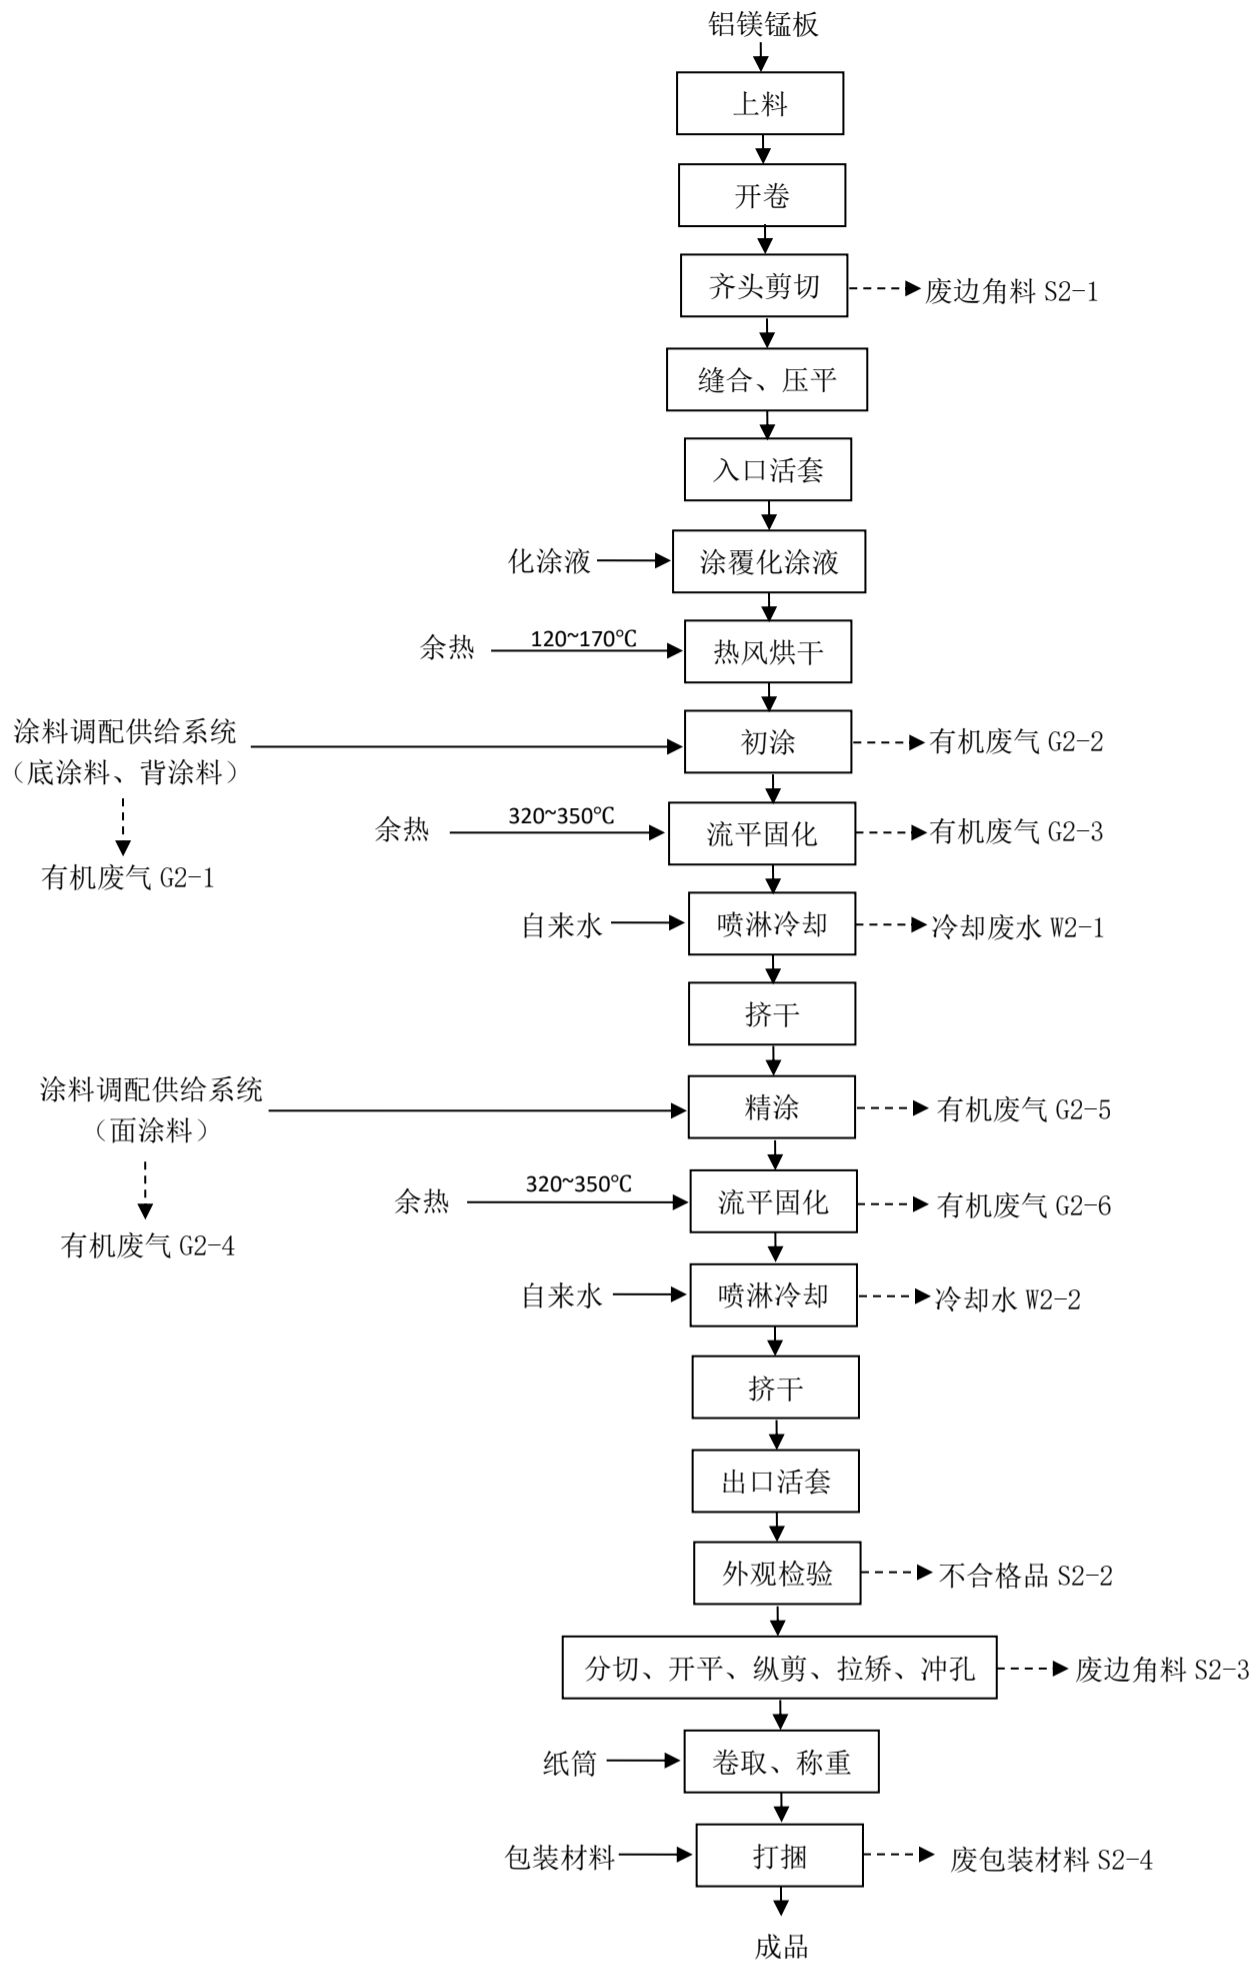 铝镁锰板
上料
开卷
齐头剪切
废边角料 S2-1
缝合、压平
入口活套
化涂液
涂覆化涂液
余热
120~170℃
热风烘干
涂料调配供给系统
（底涂料、背涂料）
初涂
有机废气 G2-2
余热
320~350℃
流平固化
有机废气 G2-3
有机废气 G2-1
自来水
喷淋冷却
冷却废水 W2-1
挤干
涂料调配供给系统
（面涂料）
精涂
有机废气 G2-5
余热
320~350℃
流平固化
有机废气 G2-6
有机废气 G2-4
自来水
喷淋冷却
冷却水 W2-2
挤干
出口活套
外观检验
不合格品 S2-2
分切、开平、纵剪、拉矫、冲孔
废边角料 S2-3
纸筒
卷取、称重
包装材料
打捆
废包装材料 S2-4
成品